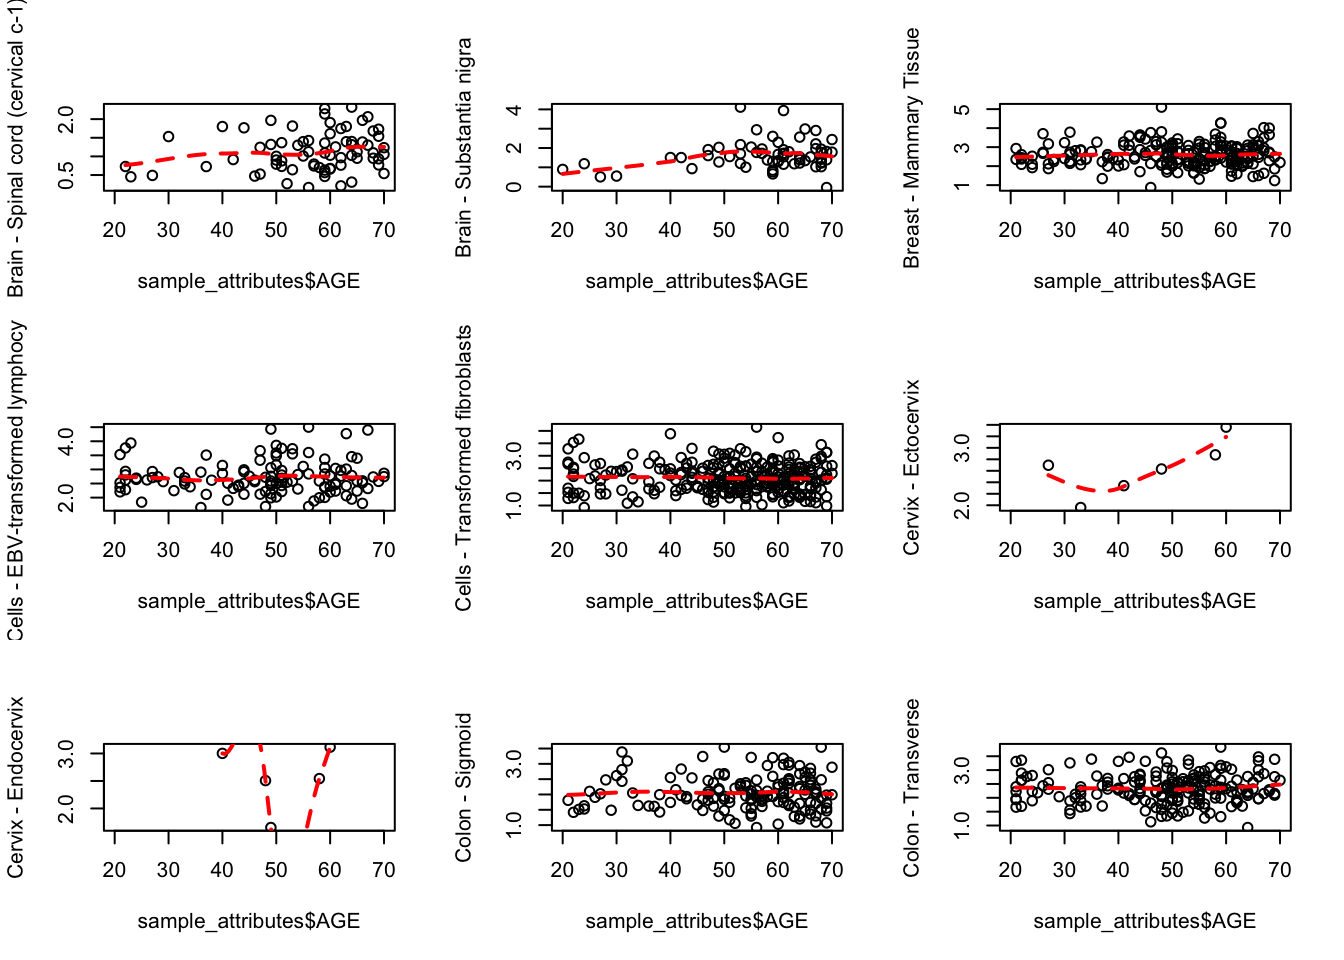 Brain - Spinal cord (cervical c-1)
2.0
0.5
20 30 40 50 60 70
sample_attributes$AGE
Brain - Substantia nigra
4
2
0
20 30 40 50 60 70
sample_attributes$AGE
Breast - Mammary Tissue
5
3
1
20 30 40 50 60 70
sample_attributes$AGE
Cells - EBV-transformed lymphocy
4.0
2.0
20 30 40 50 60 70
sample_attributes$AGE
Cells - Transformed fibroblasts
3.0
1.0
20 30 40 50 60 70
sample_attributes$AGE
Cervix - Ectocervix
3.0
2.0
20 30 40 50 60 70
sample_attributes$AGE
Cervix - Endocervix
3.0
2.0
20 30 40 50 60 70
sample_attributes$AGE
Colon - Sigmoid
3.0
1.0
20 30 40 50 60 70
sample_attributes$AGE
Colon - Transverse
3.0
1.0
20 30 40 50 60 70
sample_attributes$AGE